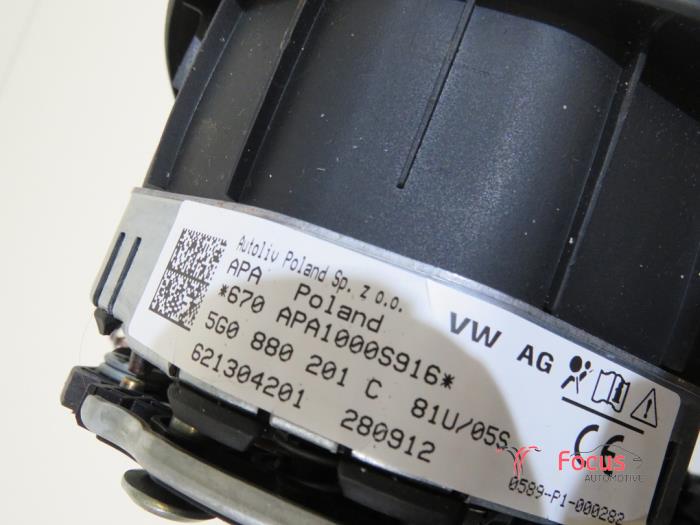 Autoliv Poland Sp. z o.o.
APA Poland
*670 APA1000S916*
VW AG
5G0 880 201 C 81U/05S
621304201 280912
CE
0589-P1-000283
Focus
AUTOMOTIVE